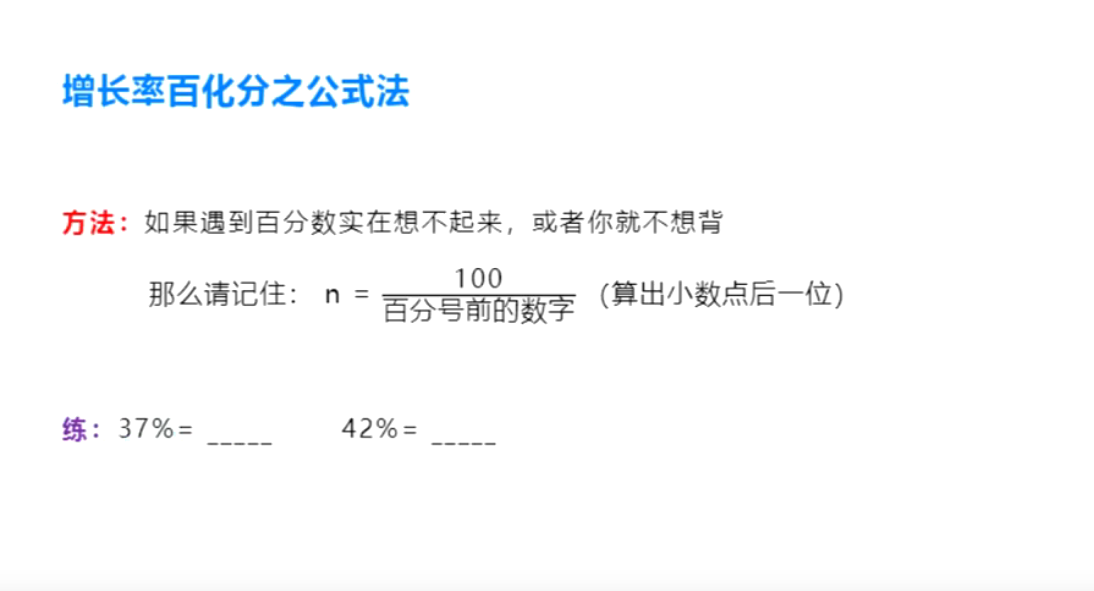 增长率百化分之公式法
方法：如果遇到百分数实在想不起来，或者你就不想背
那么请记住： n = 100/百分号前的数字 （算出小数点后一位）
练：37%= _____ 42%= _____